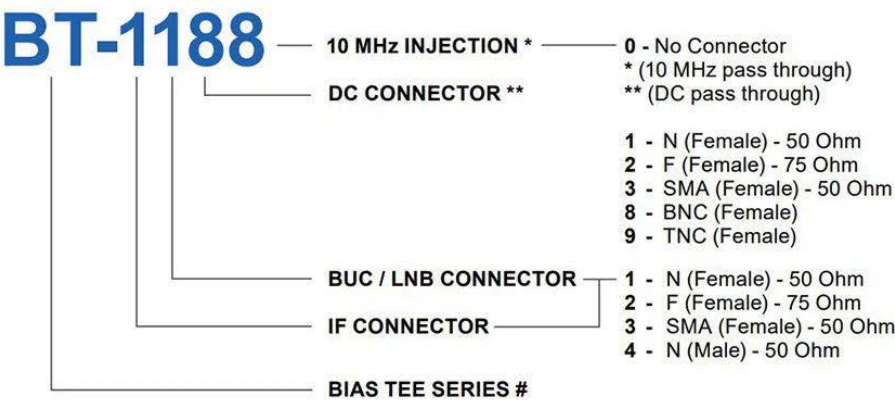 BT-1188
10 MHz INJECTION *
0 - No Connector
* (10 MHz pass through)
DC CONNECTOR **
** (DC pass through)
1 - N (Female) - 50 Ohm
2 - F (Female) - 75 Ohm
3 - SMA (Female) - 50 Ohm
8 - BNC (Female)
9 - TNC (Female)
BUC / LNB CONNECTOR
1 - N (Female) - 50 Ohm
2 - F (Female) - 75 Ohm
IF CONNECTOR
3 - SMA (Female) - 50 Ohm
4 - N (Male) - 50 Ohm
BIAS TEE SERIES #